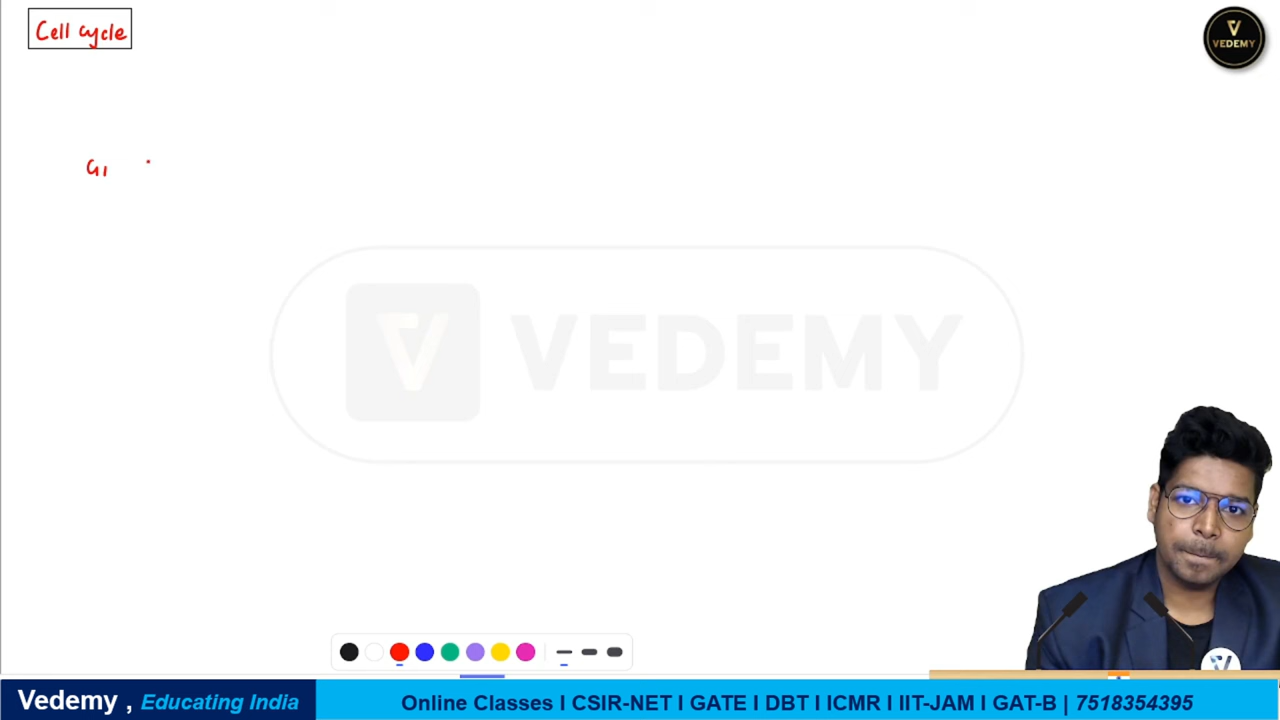 Cell cycle
V
VEDEMY
G1
VEDEMY
Vedemy , Educating India
Online Classes I CSIR-NET I GATE I DBT I ICMR I IIT-JAM I GAT-B | 7518354395